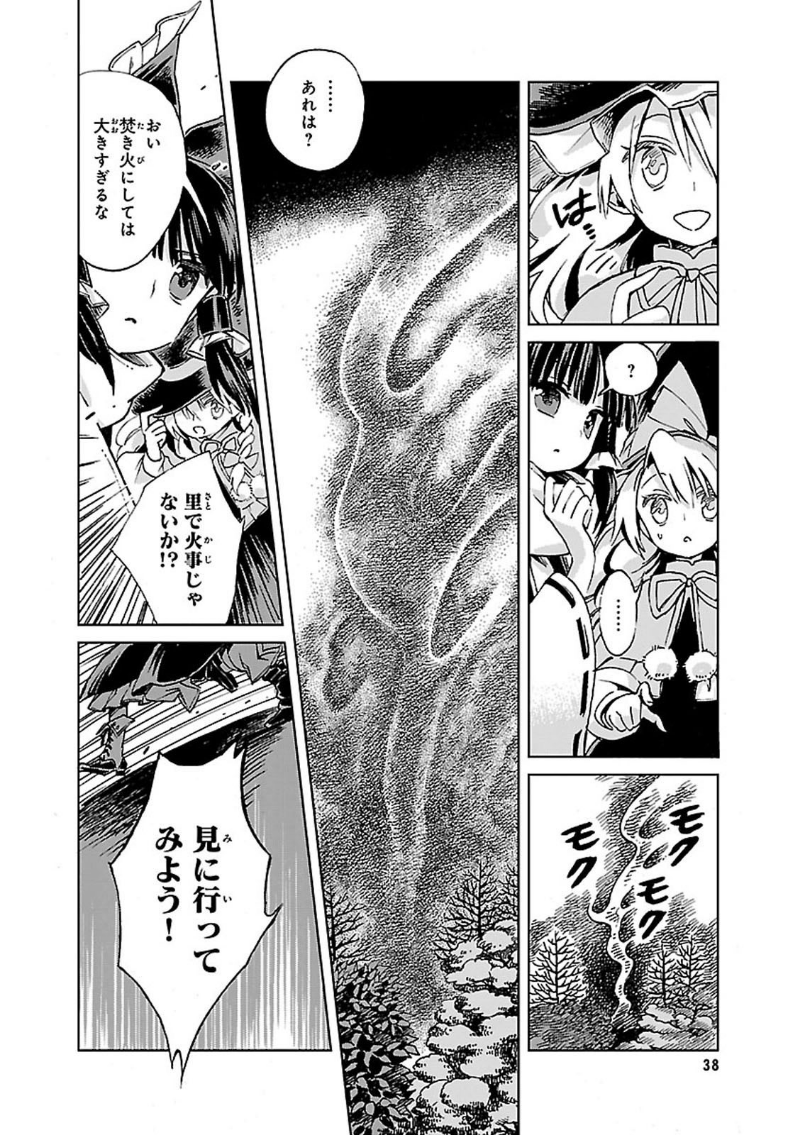 は
?
……
モク
モク
モク
モク
……
あれは?
おい
焚き火にしては
大きすぎるな
里で火事じゃ
ないか!?
見に行って
みよう!
38